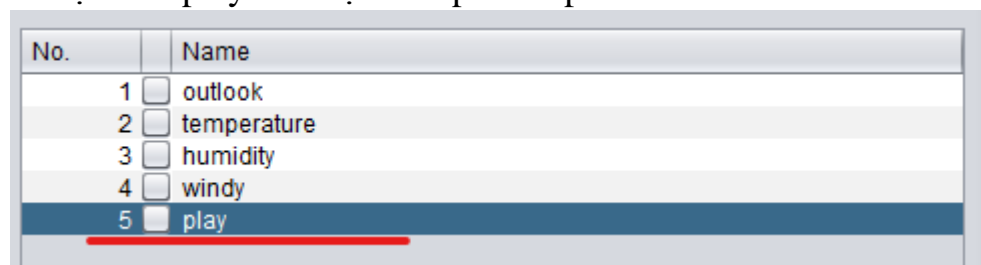 No. Name
1 outlook
2 temperature
3 humidity
4 windy
5 play